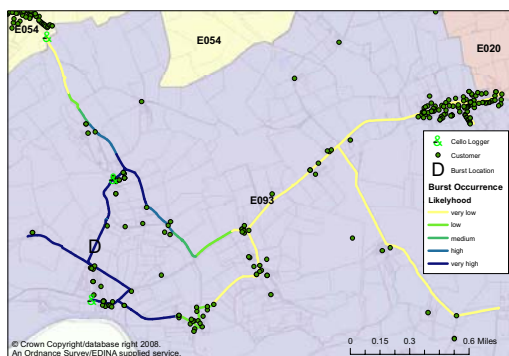 E054
E054
E020
E093
D
Cello Logger
Customer
D Burst Location
Burst Occurrence
Likelyhood
very low
low
medium
high
very high
© Crown Copyright/database right 2008.
An Ordnance Survey/EDINA supplied service.
0 0.15 0.3 0.6 Miles